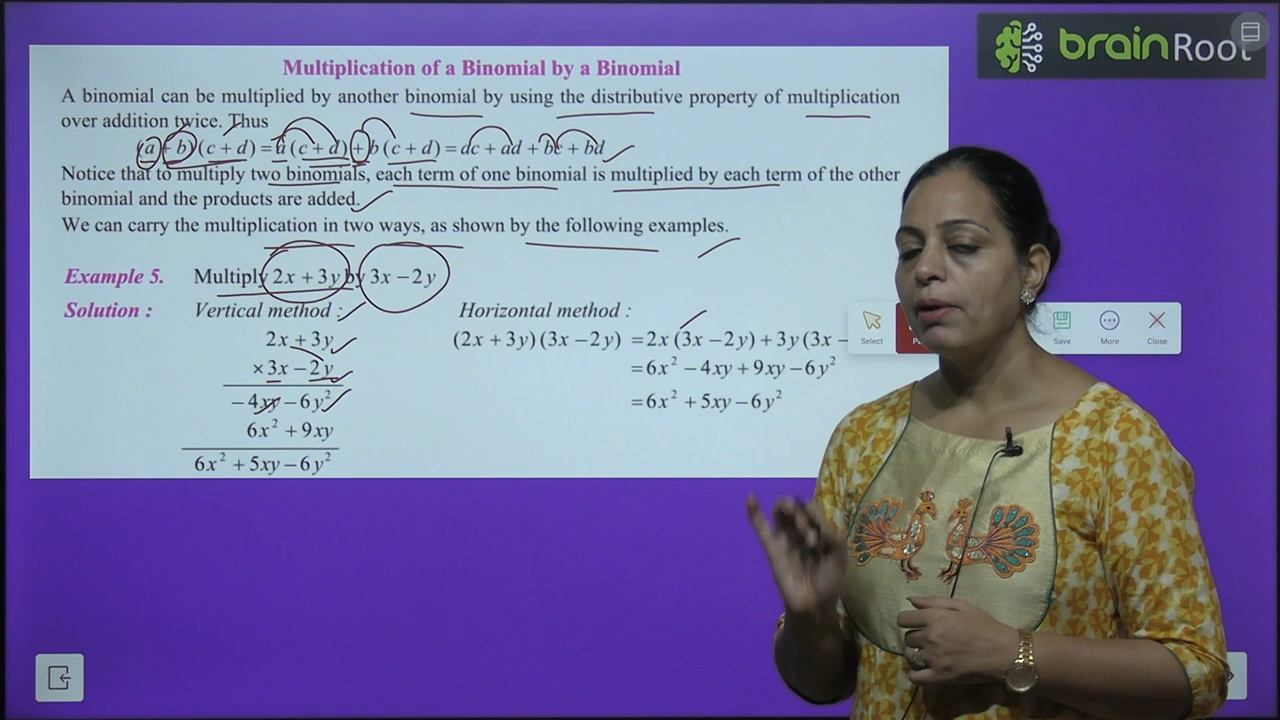 brainRoot
Multiplication of a Binomial by a Binomial
A binomial can be multiplied by another binomial by using the distributive property of multiplication
over addition twice. Thus
(a + b) (c + d) = a (c + d) + b (c + d) = dc + ad + bc + bd
Notice that to multiply two binomials, each term of one binomial is multiplied by each term of the other
binomial and the products are added.
We can carry the multiplication in two ways, as shown by the following examples.
Example 5. Multiply 2x + 3y by 3x − 2y
Solution : Vertical method : Horizontal method :
2x + 3y
× 3x − 2y
− 4xy − 6y²
6x² + 9xy
6x² + 5xy − 6y²
(2x + 3y) (3x − 2y) = 2x (3x − 2y) + 3y (3x −
= 6x² − 4xy + 9xy − 6y²
= 6x² + 5xy − 6y²
Select
Save
More
Close